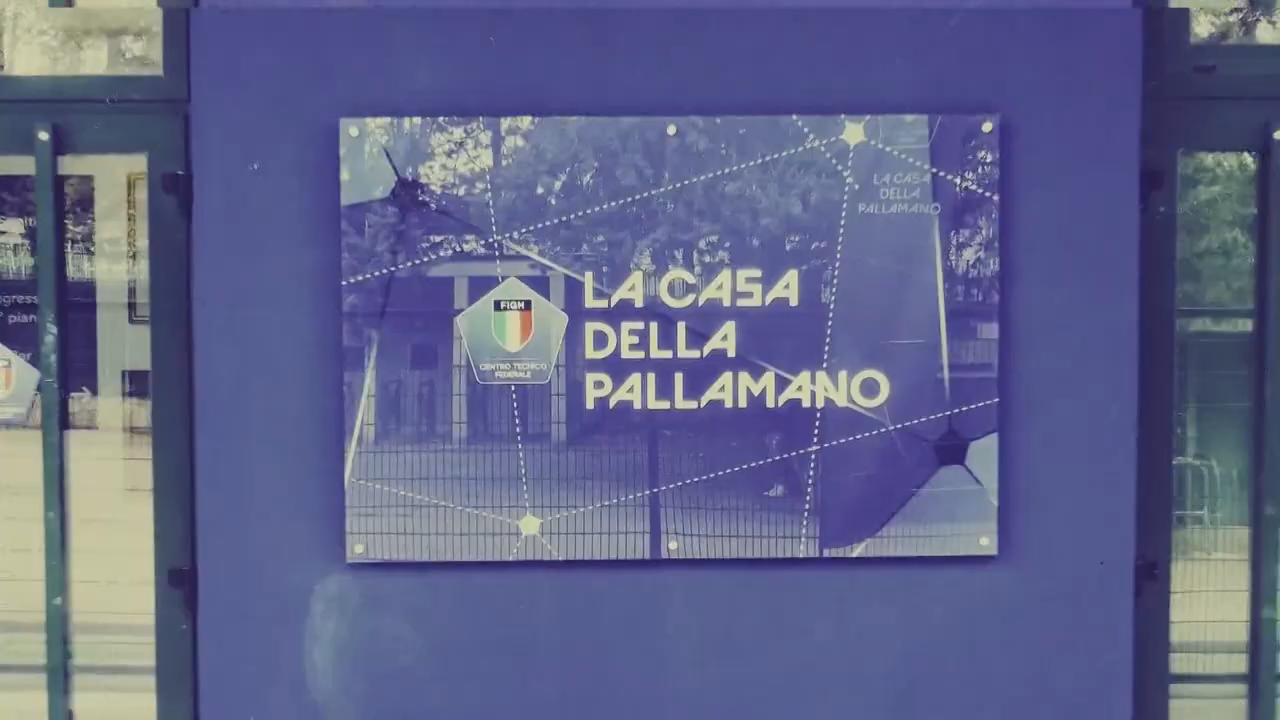 LA CASA
DELLA
PALLAMANO
FIGH
CENTRO TECNICO
FEDERALE
LA CASA
DELLA
PALLAMANO